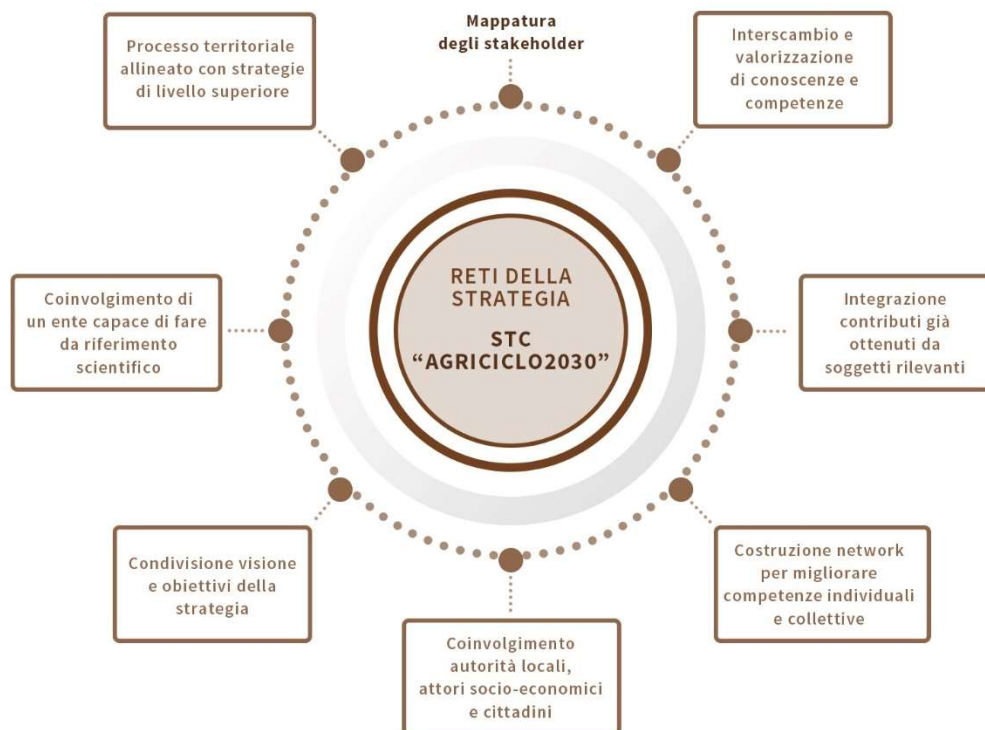 Mappatura
degli stakeholder
Interscambio e
valorizzazione
di conoscenze e
competenze
Integrazione
contributi già
ottenuti da
soggetti rilevanti
Costruzione network
per migliorare
competenze individuali
e collettive
Coinvolgimento
autorità locali,
attori socio-economici
e cittadini
Condivisione visione
e obiettivi della
strategia
Coinvolgimento di
un ente capace di fare
da riferimento
scientifico
Processo territoriale
allineato con strategie
di livello superiore
RETI DELLA
STRATEGIA
STC
“AGRICICLO2030”